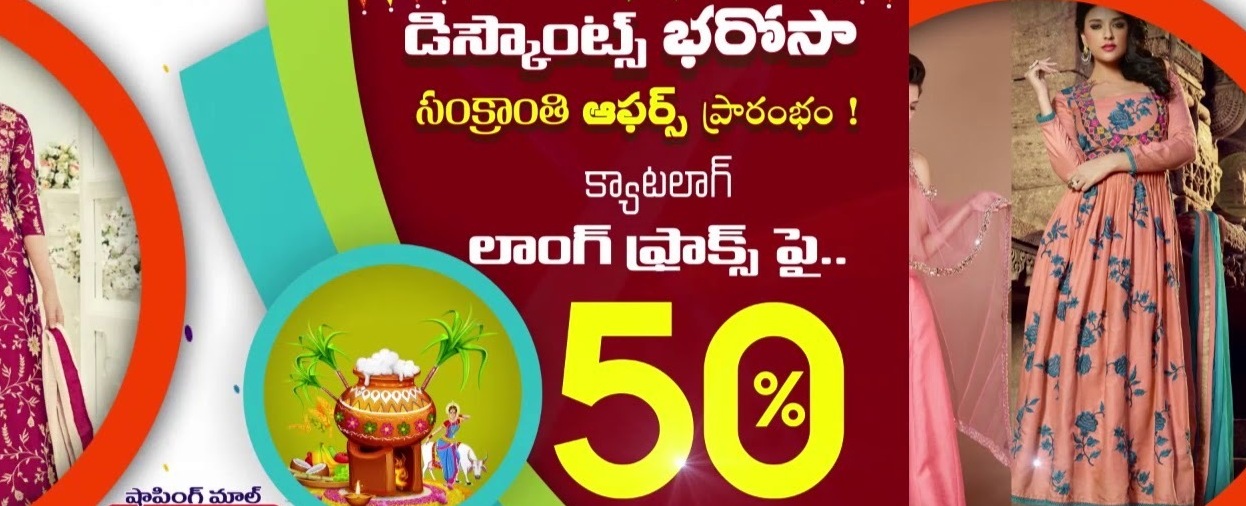 డిస్కౌంట్స్ భరోసా
సంక్రాంతి ఆఫర్స్ ప్రారంభం !
క్యాటలాగ్
లాంగ్ ఫ్రాక్స్ పై..
50%
షాపింగ్ మాల్